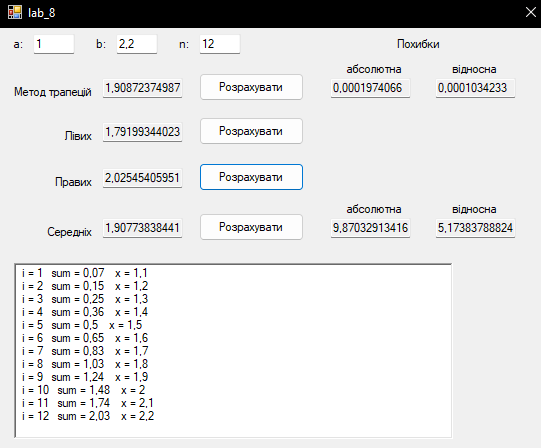 lab_8
a: 1 b: 2,2 n: 12 Похибки
абсолютна відносна
Метод трапецій 1,90872374987 Розрахувати 0,0001974066 0,0001034233
Лівих 1,79199344023 Розрахувати
Правих 2,02545405951 Розрахувати
абсолютна відносна
Середніх 1,90773838441 Розрахувати 9,87032913416 5,17383788824
i = 1 sum = 0,07 x = 1,1
i = 2 sum = 0,15 x = 1,2
i = 3 sum = 0,25 x = 1,3
i = 4 sum = 0,36 x = 1,4
i = 5 sum = 0,5 x = 1,5
i = 6 sum = 0,65 x = 1,6
i = 7 sum = 0,83 x = 1,7
i = 8 sum = 1,03 x = 1,8
i = 9 sum = 1,24 x = 1,9
i = 10 sum = 1,48 x = 2
i = 11 sum = 1,74 x = 2,1
i = 12 sum = 2,03 x = 2,2